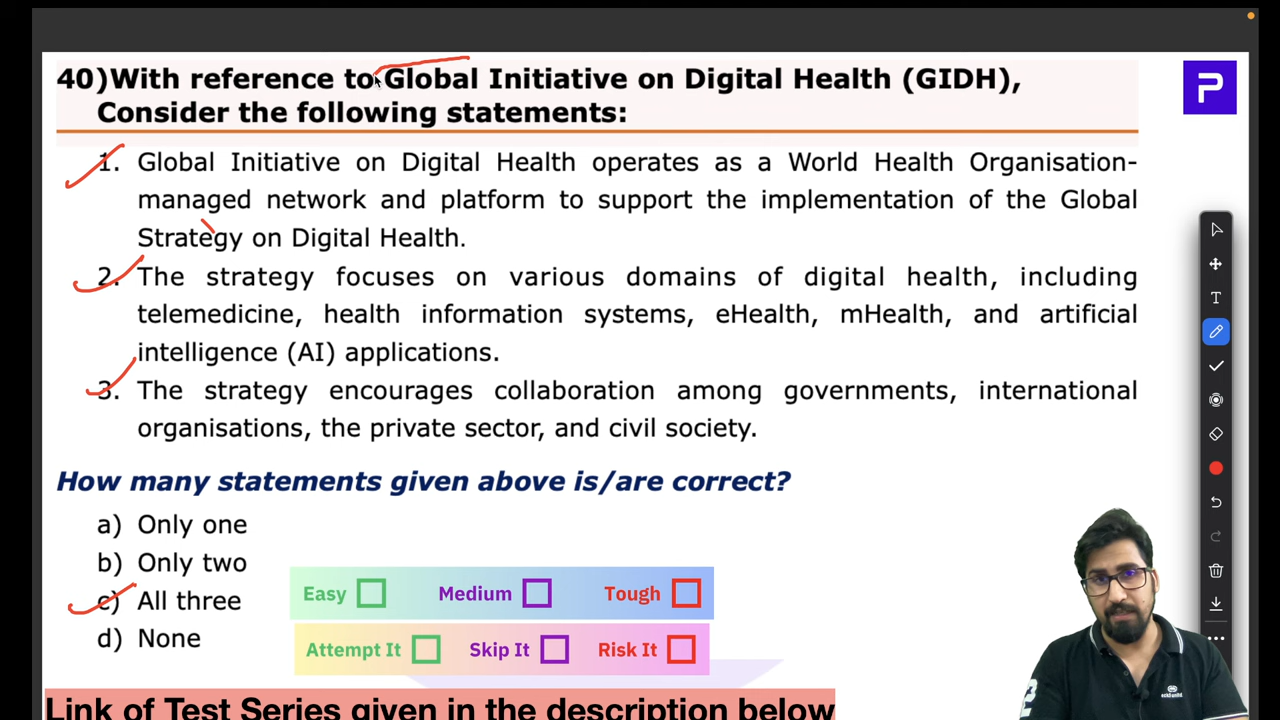 40)With reference to Global Initiative on Digital Health (GIDH),
Consider the following statements:
1. Global Initiative on Digital Health operates as a World Health Organisation-
managed network and platform to support the implementation of the Global
Strategy on Digital Health.
2. The strategy focuses on various domains of digital health, including
telemedicine, health information systems, eHealth, mHealth, and artificial
intelligence (AI) applications.
3. The strategy encourages collaboration among governments, international
organisations, the private sector, and civil society.
How many statements given above is/are correct?
a) Only one
b) Only two
c) All three
d) None
Easy Medium Tough
Attempt It Skip It Risk It
Link of Test Series given in the description below